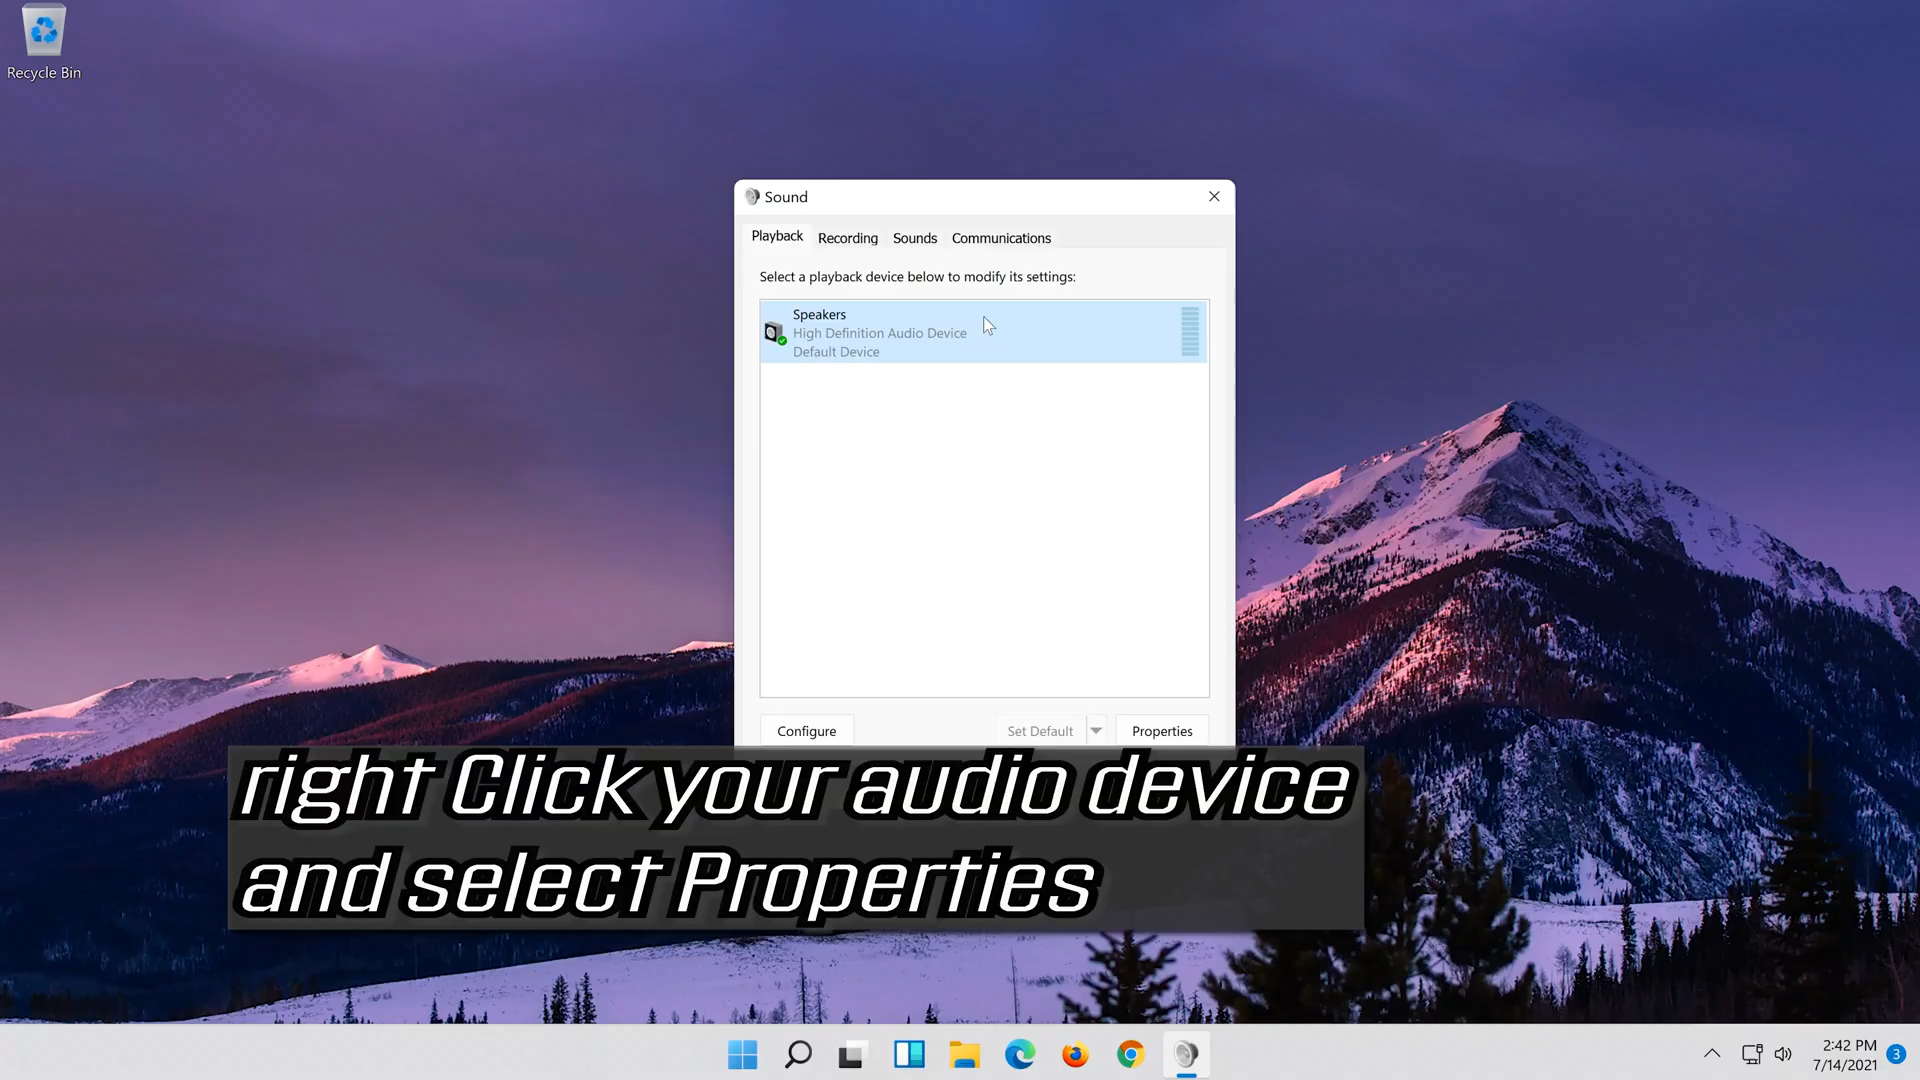 Recycle Bin
Sound
Playback Recording Sounds Communications
Select a playback device below to modify its settings:
Speakers
High Definition Audio Device
Default Device
Configure Set Default Properties
right Click your audio device
and select Properties
2:42 PM
7/14/2021
3